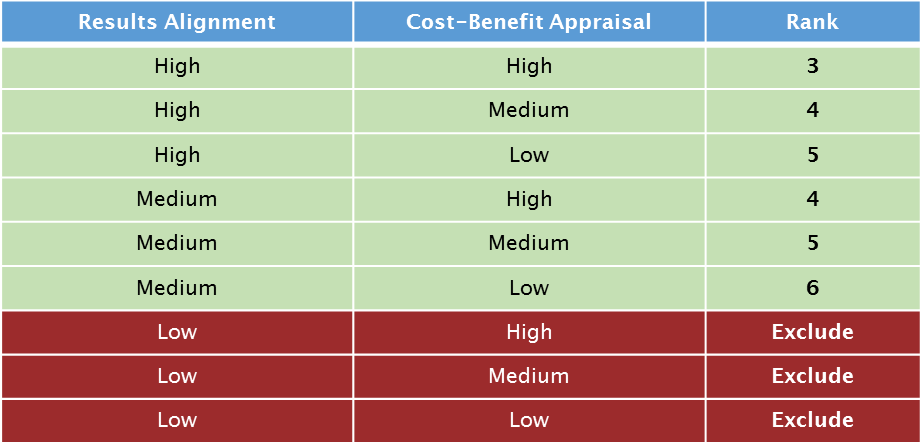 Results Alignment Cost-Benefit Appraisal Rank
High High 3
High Medium 4
High Low 5
Medium High 4
Medium Medium 5
Medium Low 6
Low High Exclude
Low Medium Exclude
Low Low Exclude